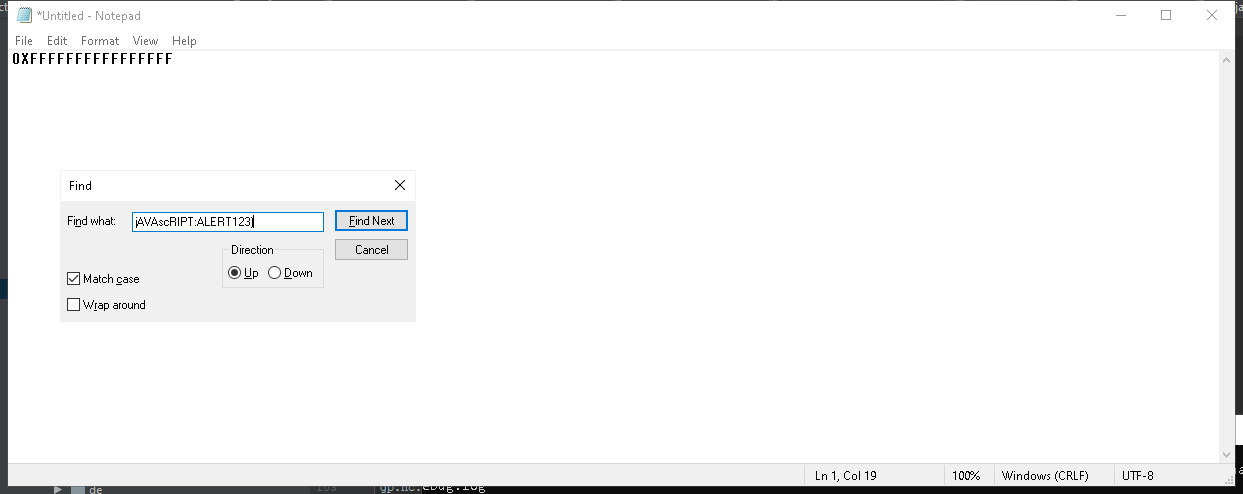 *Untitled - Notepad
File Edit Format View Help
0XFFFFFFFFFFFFFFFF
Find
Find what: jAVAscRIPT:ALERT123)
Find Next
Cancel
Direction
Up Down
Match case
Wrap around
Ln 1, Col 19 100% Windows (CRLF) UTF-8
de